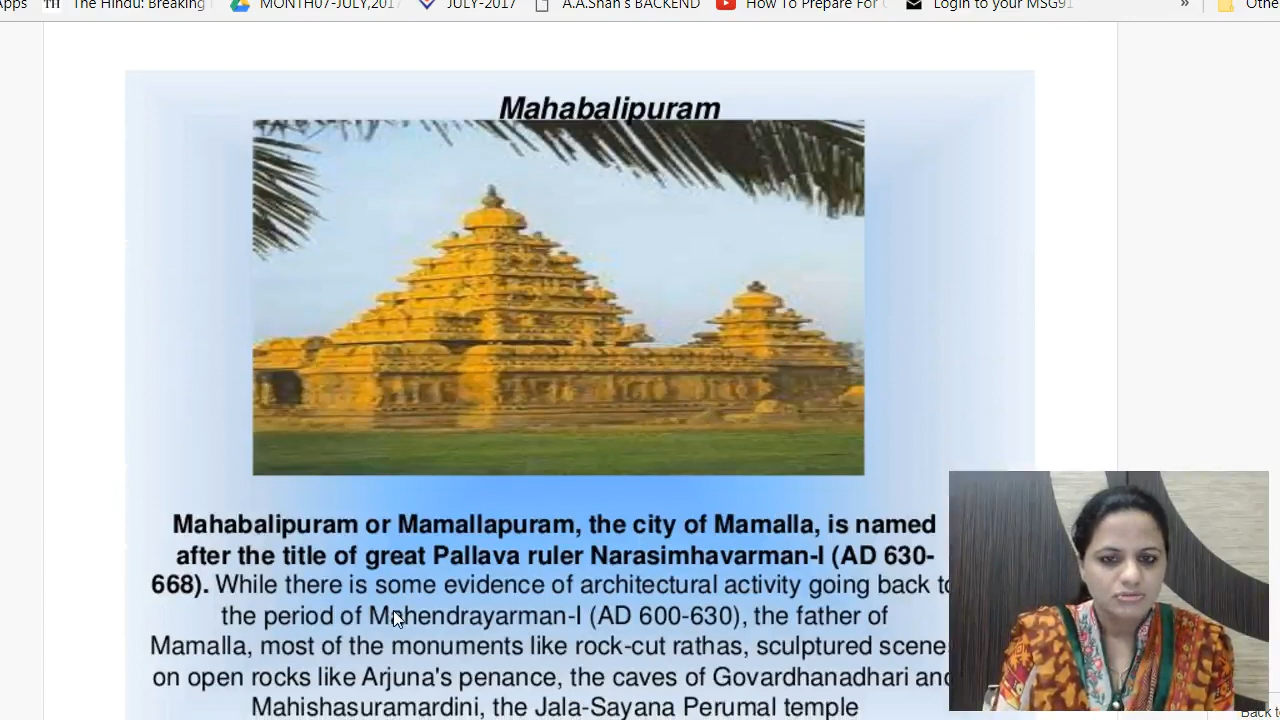 The Hindu: Breaking
MONTH07-JULY,2017
JULY-2017
A.A.Shah's BACKEND
How To Prepare For
Login to your MSG91
»
Mahabalipuram
Mahabalipuram or Mamallapuram, the city of Mamalla, is named
after the title of great Pallava ruler Narasimhavarman-I (AD 630-
668). While there is some evidence of architectural activity going back
the period of Mahendrayarman-I (AD 600-630), the father of
Mamalla, most of the monuments like rock-cut rathas, sculptured scene
on open rocks like Arjuna's penance, the caves of Govardhanadhari and
Mahishasuramardini, the Jala-Sayana Perumal temple